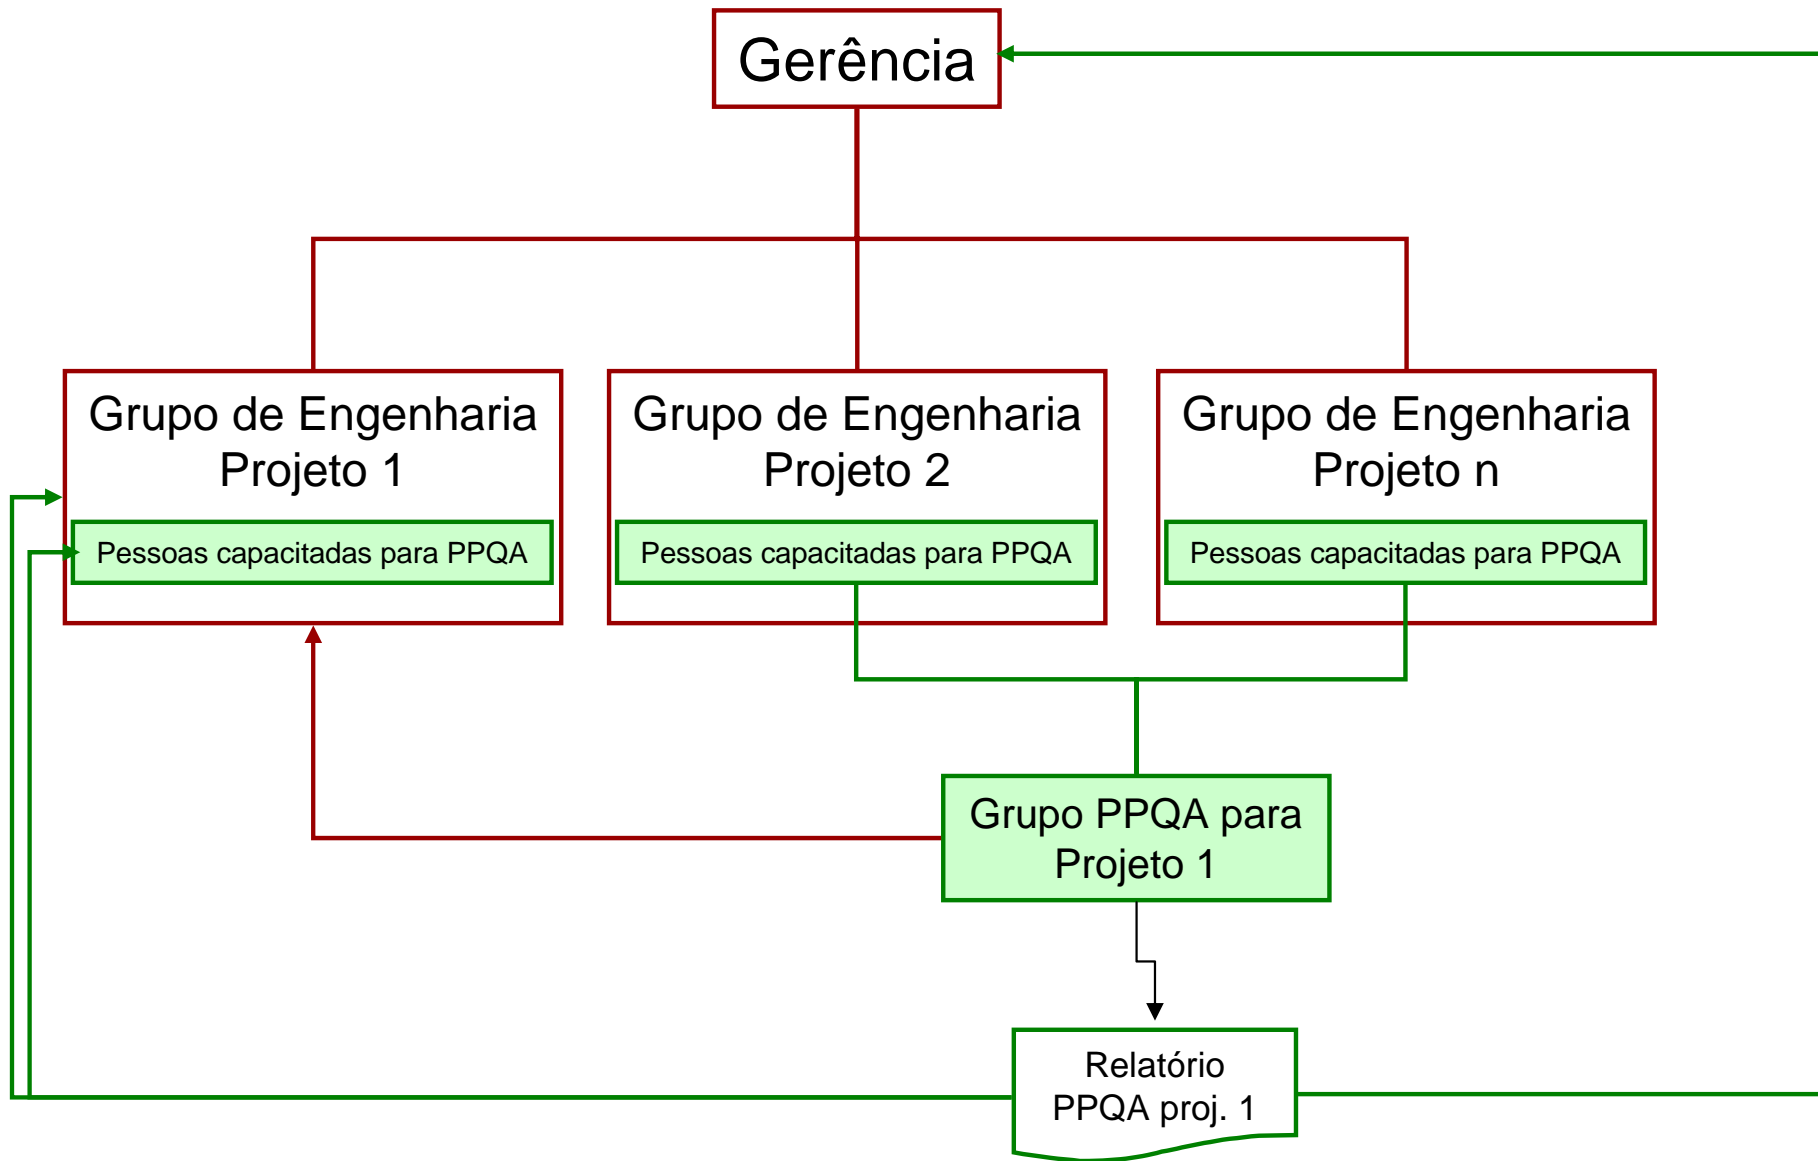 Gerência
Grupo de Engenharia
Projeto 1
Pessoas capacitadas para PPQA
Grupo de Engenharia
Projeto 2
Pessoas capacitadas para PPQA
Grupo de Engenharia
Projeto n
Pessoas capacitadas para PPQA
Grupo PPQA para
Projeto 1
Relatório
PPQA proj. 1